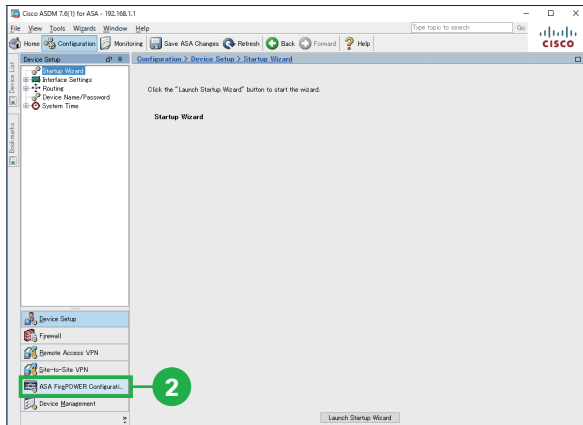 Cisco ASDM 7.6(1) for ASA - 192.168.1.1
File View Tools Wizards Window Help
Type topic to search Go
Home Configuration Monitoring Save ASA Changes Refresh Back Forward Help
CISCO
Device List
Bookmarks
Device Setup
Startup Wizard
Interface Settings
Routing
Device Name/Password
System Time
Configuration > Device Setup > Startup Wizard
Click the "Launch Startup Wizard" button to start the wizard.
Startup Wizard
Device Setup
Firewall
Remote Access VPN
Site-to-Site VPN
ASA FirePOWER Configurati...
2
Device Management
»
Launch Startup Wizard